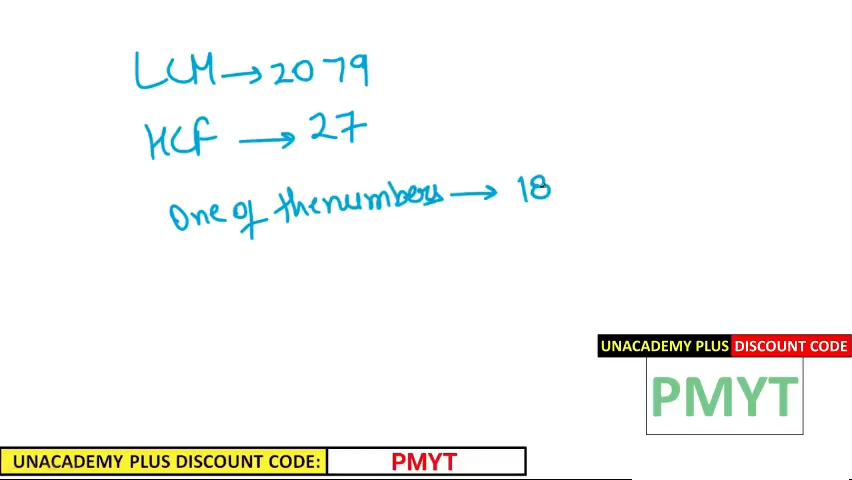 LCM → 2079
HCF → 27
One of the numbers → 18
UNACADEMY PLUS DISCOUNT CODE
PMYT
UNACADEMY PLUS DISCOUNT CODE: PMYT